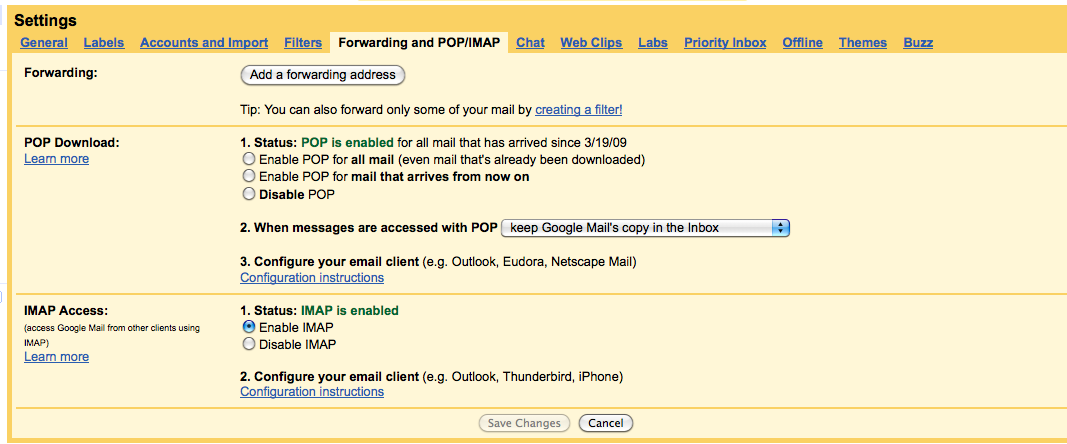 Settings
General Labels Accounts and Import Filters Forwarding and POP/IMAP Chat Web Clips Labs Priority Inbox Offline Themes Buzz
Forwarding:
Add a forwarding address
Tip: You can also forward only some of your mail by creating a filter!
POP Download:
Learn more
1. Status: POP is enabled for all mail that has arrived since 3/19/09
Enable POP for all mail (even mail that's already been downloaded)
Enable POP for mail that arrives from now on
Disable POP
2. When messages are accessed with POP keep Google Mail's copy in the Inbox
3. Configure your email client (e.g. Outlook, Eudora, Netscape Mail)
Configuration instructions
IMAP Access:
(access Google Mail from other clients using
IMAP)
Learn more
1. Status: IMAP is enabled
Enable IMAP
Disable IMAP
2. Configure your email client (e.g. Outlook, Thunderbird, iPhone)
Configuration instructions
Save Changes Cancel